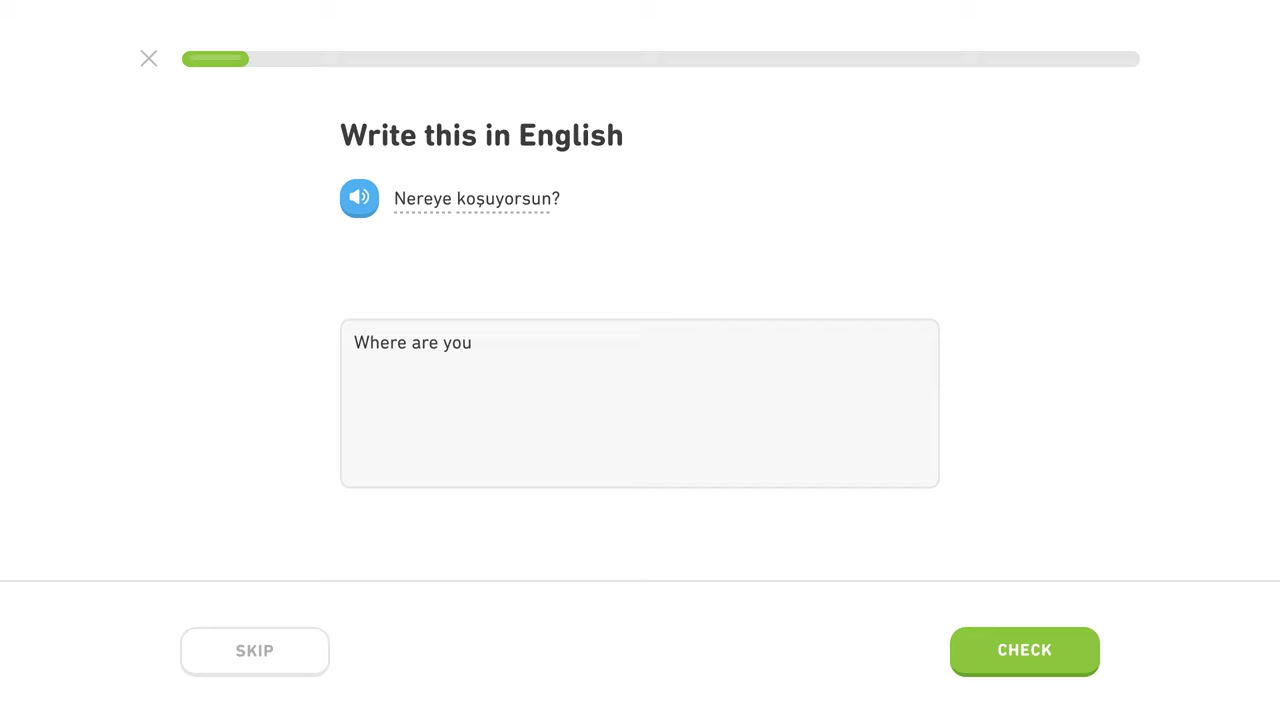 Write this in English
Nereye koşuyorsun?
Where are you
SKIP
CHECK